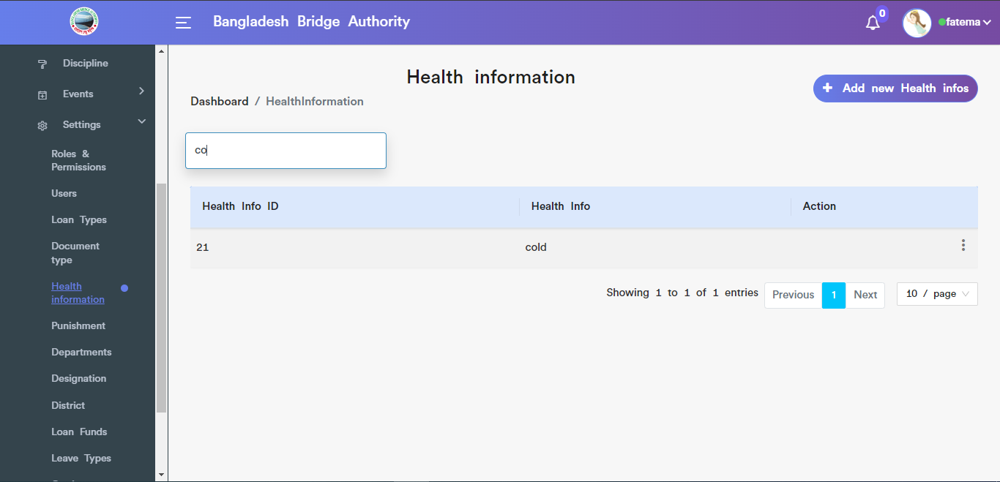 Bangladesh Bridge Authority
0
fatema
Discipline
Events
Settings
Roles &
Permissions
Users
Loan Types
Document
type
Health
information
Punishment
Departments
Designation
District
Loan Funds
Leave Types
Health information
Dashboard / HealthInformation
Add new Health infos
co
Health Info ID Health Info Action
21 cold
Showing 1 to 1 of 1 entries Previous 1 Next 10 / page